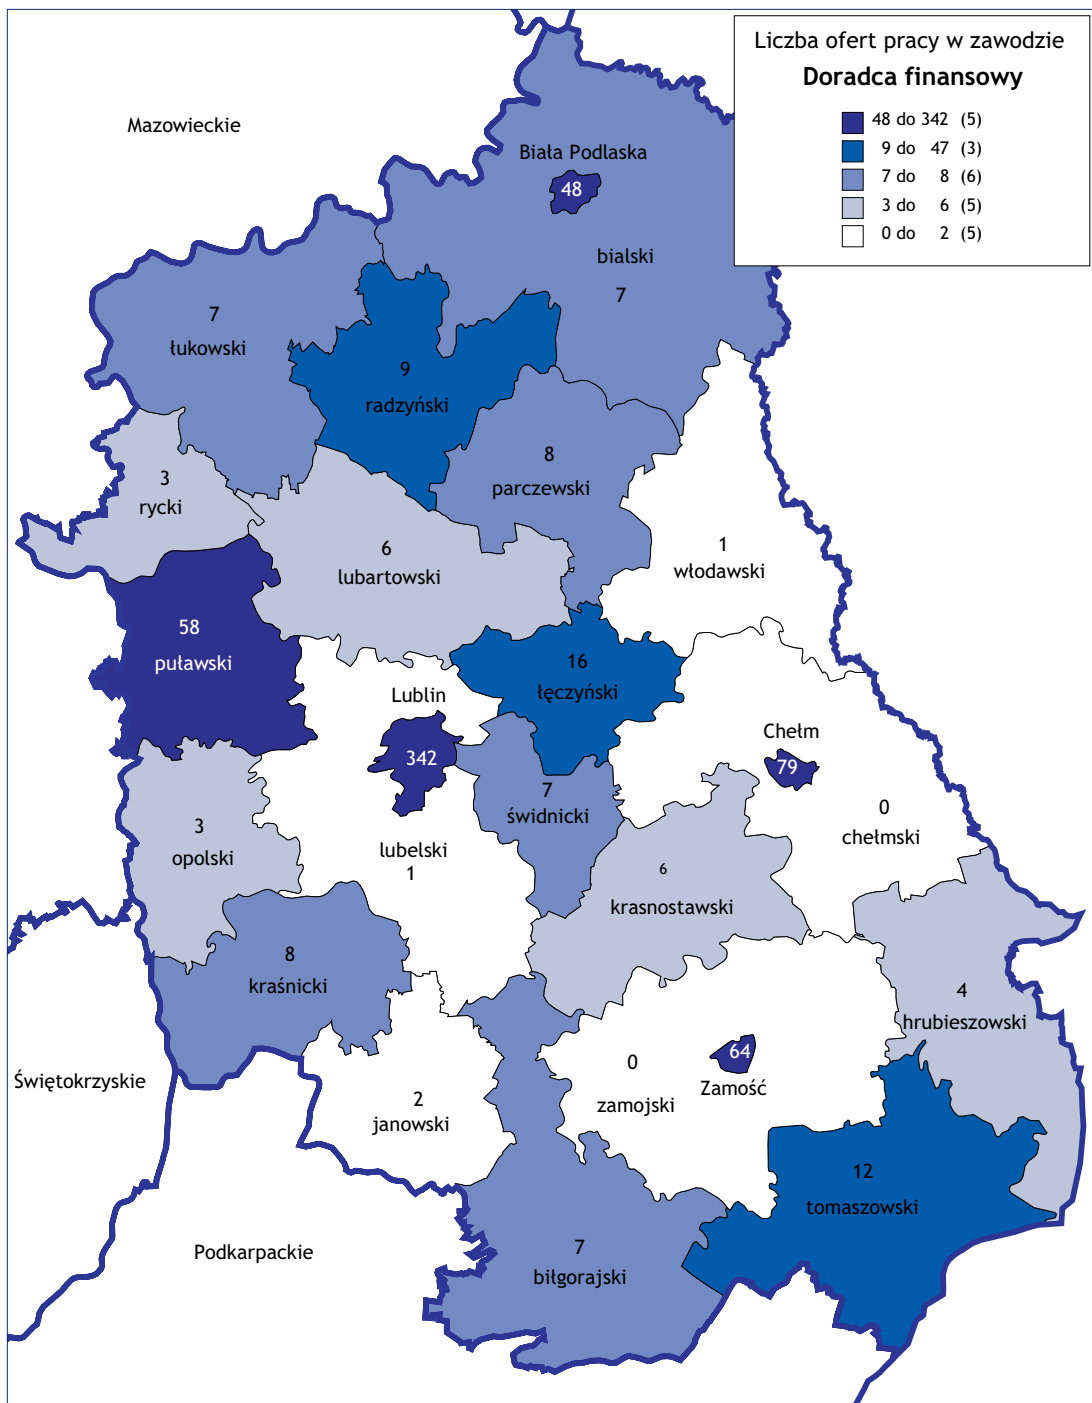 Liczba ofert pracy w zawodzie
Doradca finansowy
48 do 342 (5)
9 do 47 (3)
7 do 8 (6)
3 do 6 (5)
0 do 2 (5)
Mazowieckie
Biała Podlaska
48
bialski
7
7
łukowski
9
radzyński
8
parczewski
3
rycki
6
lubartowski
1
włodawski
58
puławski
16
łęczyński
Lublin
342
Chełm
79
7
świdnicki
0
chełmski
3
opolski
lubelski
1
6
krasnostawski
8
kraśnicki
4
hrubieszowski
64
Zamość
0
zamojski
Świętokrzyskie
2
janowski
12
tomaszowski
Podkarpackie
7
biłgorajski